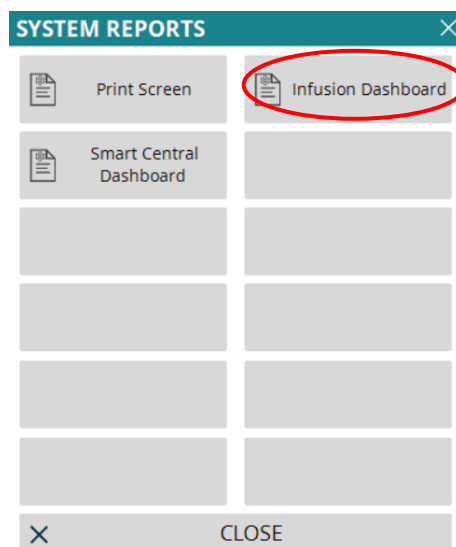 SYSTEM REPORTS
Print Screen
Infusion Dashboard
Smart Central
Dashboard
CLOSE